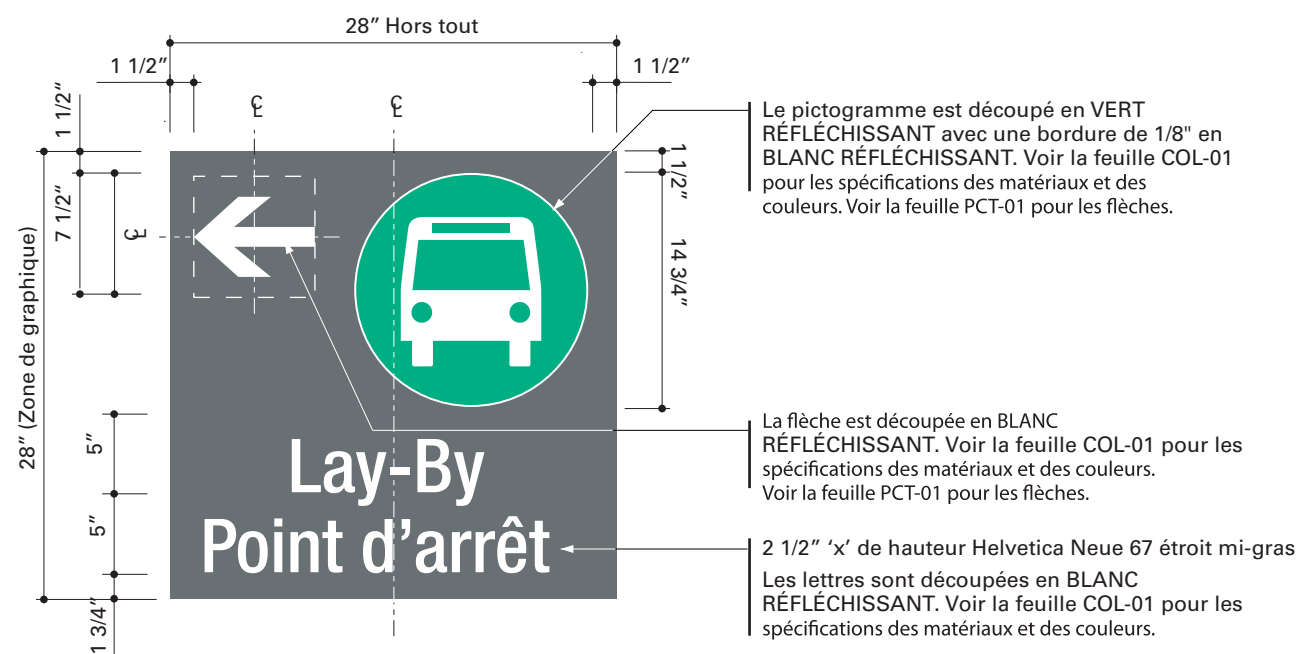 28″ Hors tout
1 1/2″
1 1/2″
1 1/2″
7 1/2″
28″ (Zone de graphique)
5″
5″
1 3/4″
℄
℄
℄
1 1/2″
14 3/4″
Lay-By
Point d’arrêt
Le pictogramme est découpé en VERT
RÉFLÉCHISSANT avec une bordure de 1/8" en
BLANC RÉFLÉCHISSANT. Voir la feuille COL-01
pour les spécifications des matériaux et des
couleurs. Voir la feuille PCT-01 pour les flèches.
La flèche est découpée en BLANC
RÉFLÉCHISSANT. Voir la feuille COL-01 pour les
spécifications des matériaux et des couleurs.
Voir la feuille PCT-01 pour les flèches.
2 1/2″ ‘x’ de hauteur Helvetica Neue 67 étroit mi-gras
Les lettres sont découpées en BLANC
RÉFLÉCHISSANT. Voir la feuille COL-01 pour les
spécifications des matériaux et des couleurs.